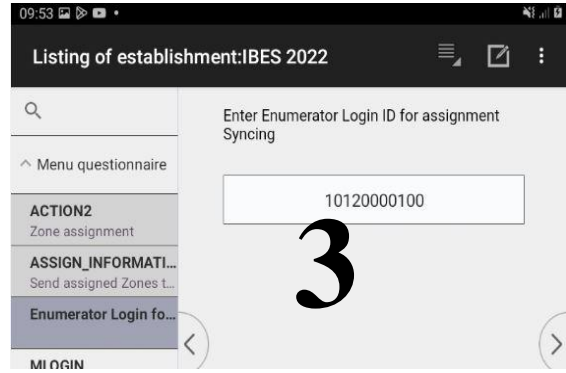 09:53
Listing of establishment:IBES 2022
Menu questionnaire
ACTION2
Zone assignment
ASSIGN_INFORMATI...
Send assigned Zones t...
Enumerator Login fo...
MLOGIN
Enter Enumerator Login ID for assignment
Syncing
10120000100
3